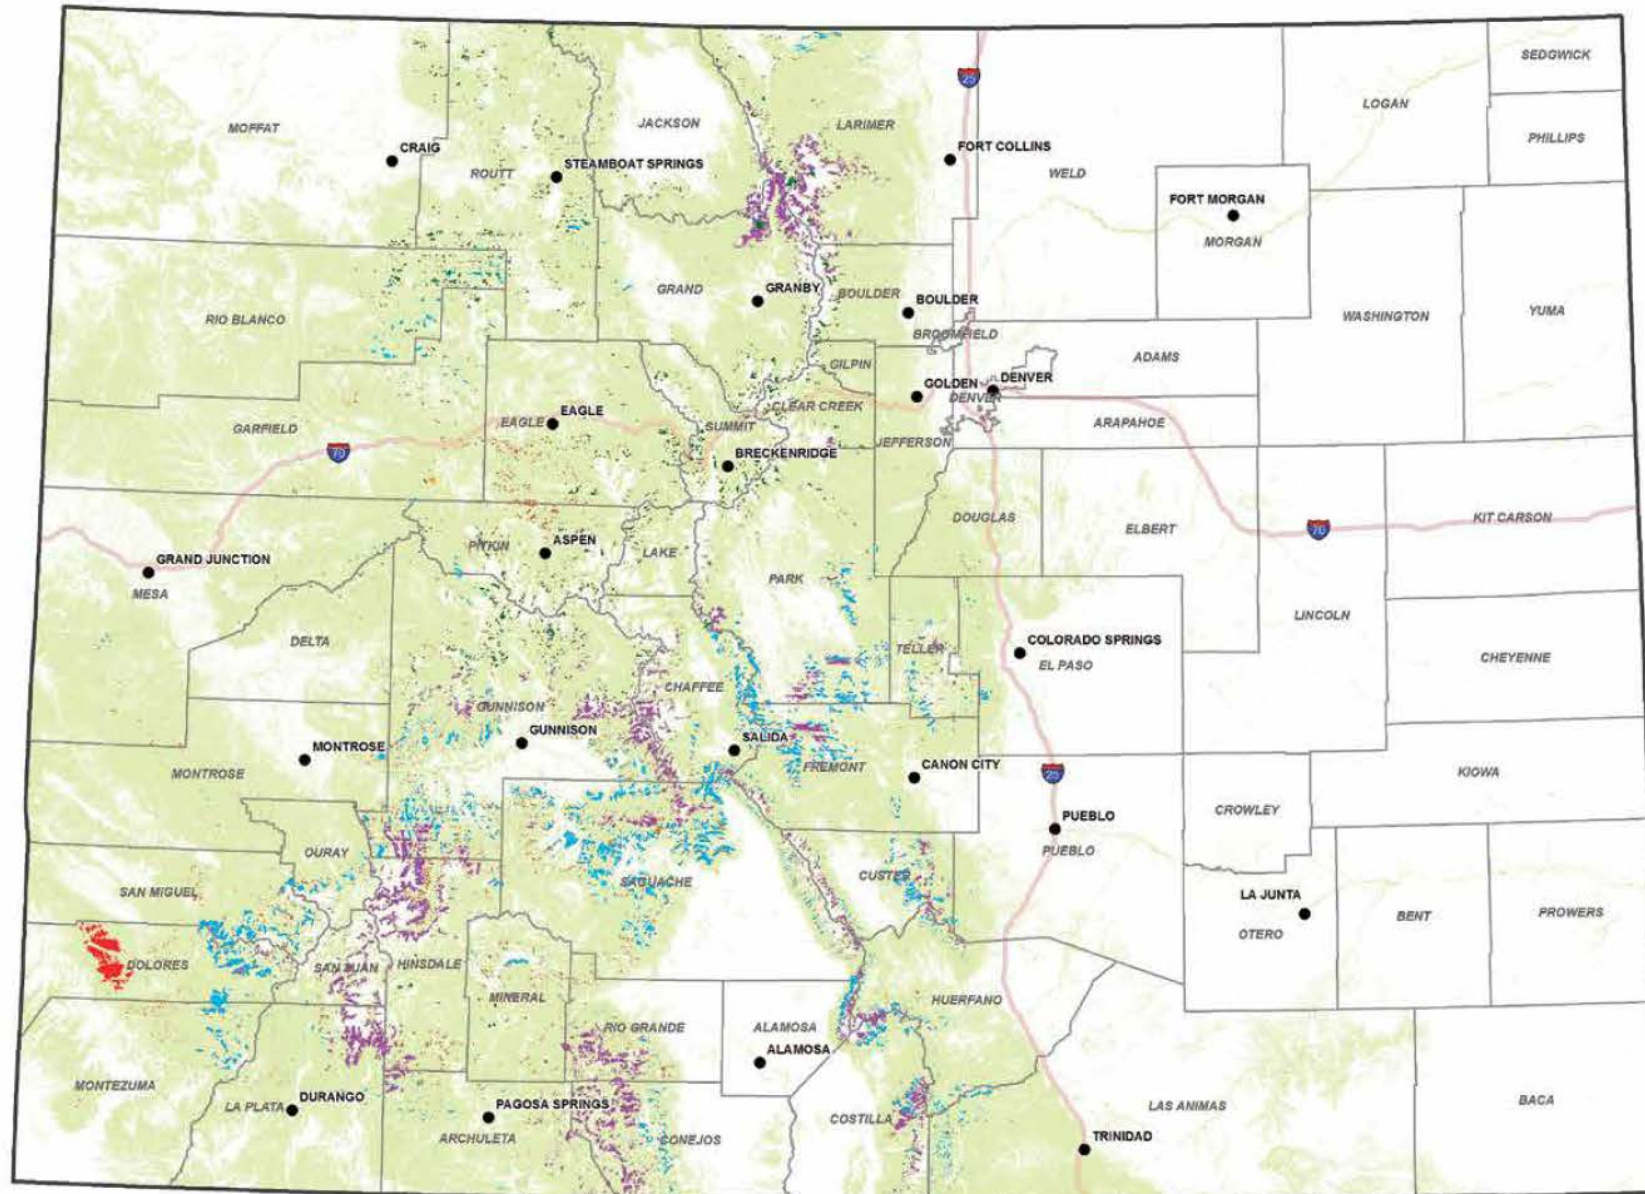 SEDGWICK
25
LOGAN
JACKSON
LARIMER
MOFFAT
PHILLIPS
CRAIG
FORT COLLINS
STEAMBOAT SPRINGS
ROUTT
WELD
FORT MORGAN
MORGAN
GRAND
GRANBY
BOULDER
BOULDER
RIO BLANCO
WASHINGTON
YUMA
BROOMFIELD
ADAMS
GILPIN
GOLDEN
DENVER
DENVER
CLEAR CREEK
EAGLE
EAGLE
GARFIELD
SUMMIT
ARAPAHOE
JEFFERSON
70
BRECKENRIDGE
DOUGLAS
ELBERT
70
KIT CARSON
PITKIN
ASPEN
LAKE
GRAND JUNCTION
MESA
PARK
LINCOLN
DELTA
COLORADO SPRINGS
TELLER
EL PASO
CHEYENNE
CHAFFEE
GUNNISON
GUNNISON
SALIDA
MONTROSE
MONTROSE
FREMONT
CANON CITY
25
KIOWA
CROWLEY
PUEBLO
PUEBLO
OURAY
SAN MIGUEL
SAGUACHE
CUSTER
LA JUNTA
BENT
PROWERS
OTERO
DOLORES
SAN JUAN
HINSDALE
MINERAL
HUERFANO
RIO GRANDE
ALAMOSA
ALAMOSA
MONTEZUMA
LA PLATA
DURANGO
PAGOSA SPRINGS
ARCHULETA
CONEJOS
COSTILLA
LAS ANIMAS
BACA
TRINIDAD